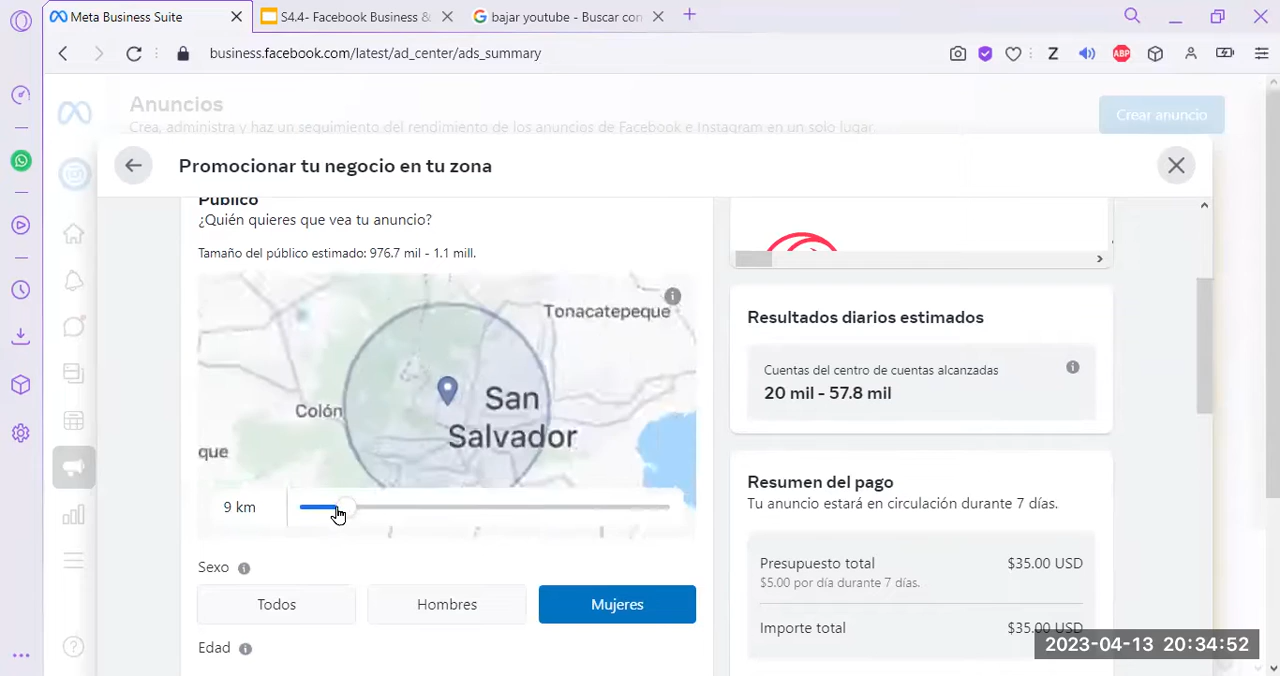 Meta Business Suite
S4.4- Facebook Business &
bajar youtube - Buscar con
business.facebook.com/latest/ad_center/ads_summary
Z
ABP
Anuncios
Crea, administra y haz un seguimiento del rendimiento de los anuncios de Facebook e Instagram en un solo lugar.
Crear anuncio
Promocionar tu negocio en tu zona
Público
¿Quién quieres que vea tu anuncio?
Tamaño del público estimado: 976.7 mil - 1.1 mill.
Tonacatepeque
San
Salvador
Colón
que
9 km
Sexo
Todos
Hombres
Mujeres
Edad
Resultados diarios estimados
Cuentas del centro de cuentas alcanzadas
20 mil - 57.8 mil
Resumen del pago
Tu anuncio estará en circulación durante 7 días.
Presupuesto total $35.00 USD
$5.00 por día durante 7 días.
Importe total $35.00 USD
2023-04-13 20:34:52